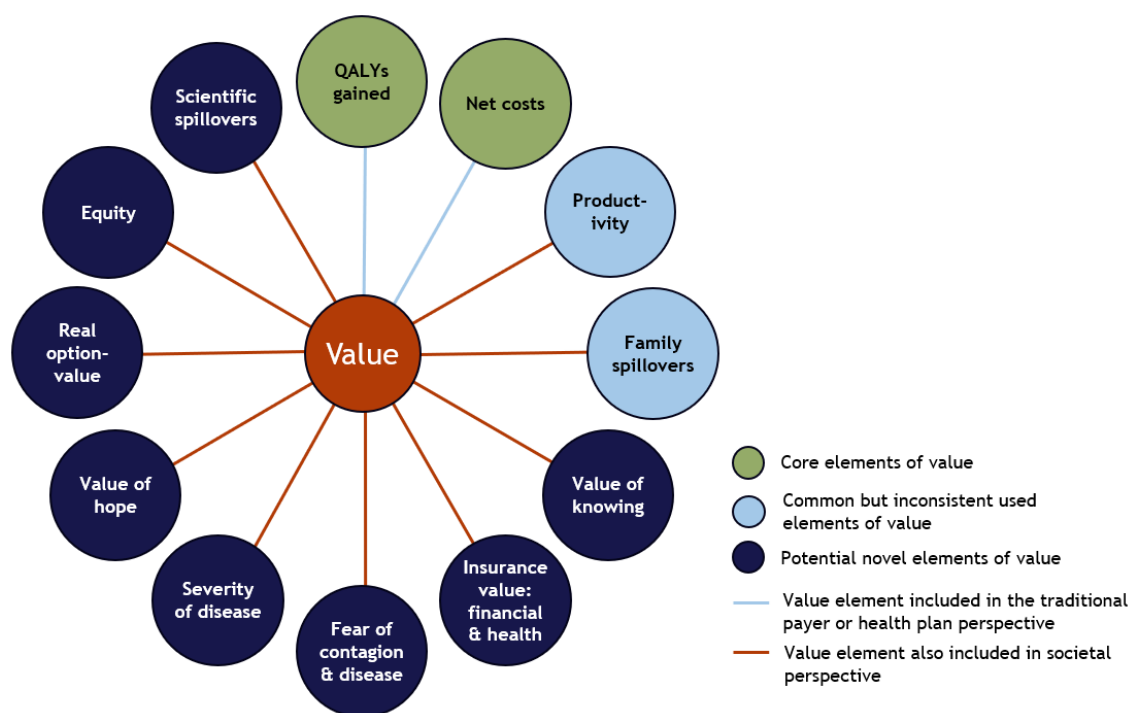 QALYs
gained
Net costs
Product-
ivity
Family
spillovers
Value of
knowing
Insurance
value:
financial
& health
Fear of
contagion
& disease
Severity
of disease
Value of
hope
Real
option-
value
Equity
Scientific
spillovers
Value
Core elements of value
Common but inconsistent used
elements of value
Potential novel elements of value
Value element included in the traditional
payer or health plan perspective
Value element also included in societal
perspective